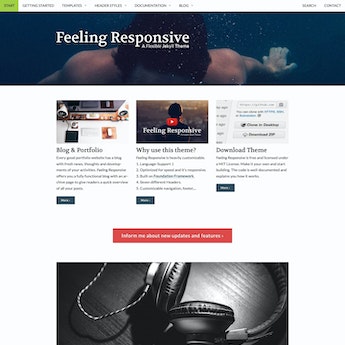 START GETTING STARTED TEMPLATES HEADER STYLES DOCUMENTATION BLOG SEARCH CONTACT
Feeling Responsive
A Flexible Jekyll Theme
Feeling Responsive
Clone in Desktop
Download ZIP
Blog & Portfolio
Every good portfolio website has a blog
with fresh news, thoughts and develop-
ments of your activities. Feeling Responsive
offers you a fully functional blog with an ar-
chive page to give readers a quick overview
of all your posts.
More ›
Why use this theme?
Feeling Responsive is heavily customizable.
1. Language-Support :)
2. Optimized for speed and it's responsive.
3. Built on Foundation Framework.
4. Seven different Headers.
5. Customizable navigation, footer,...
More ›
Download Theme
Feeling Responsive is free and licensed under
a MIT License. Make it your own and start
building. The code is well documented and
explains you how it works.
More ›
Inform me about new updates and features ›